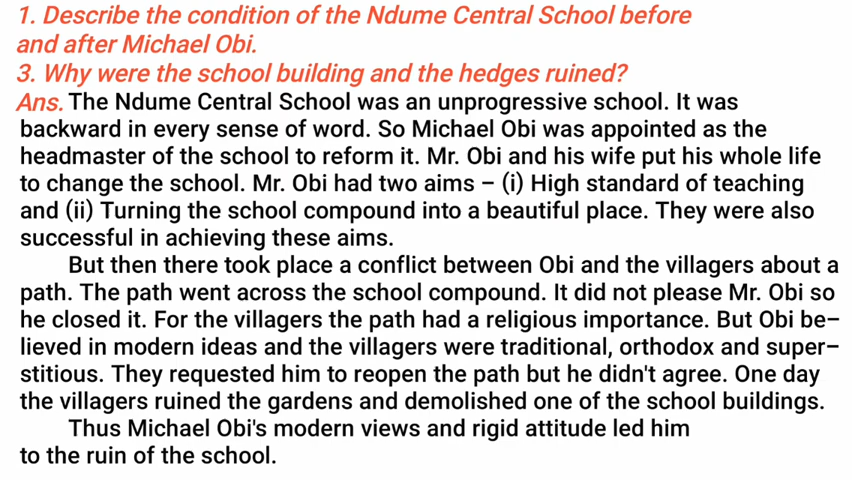 1. Describe the condition of the Ndume Central School before
and after Michael Obi.
3. Why were the school building and the hedges ruined?
Ans. The Ndume Central School was an unprogressive school. It was
backward in every sense of word. So Michael Obi was appointed as the
headmaster of the school to reform it. Mr. Obi and his wife put his whole life
to change the school. Mr. Obi had two aims – (i) High standard of teaching
and (ii) Turning the school compound into a beautiful place. They were also
successful in achieving these aims.
But then there took place a conflict between Obi and the villagers about a
path. The path went across the school compound. It did not please Mr. Obi so
he closed it. For the villagers the path had a religious importance. But Obi be–
lieved in modern ideas and the villagers were traditional, orthodox and super–
stitious. They requested him to reopen the path but he didn't agree. One day
the villagers ruined the gardens and demolished one of the school buildings.
Thus Michael Obi's modern views and rigid attitude led him
to the ruin of the school.